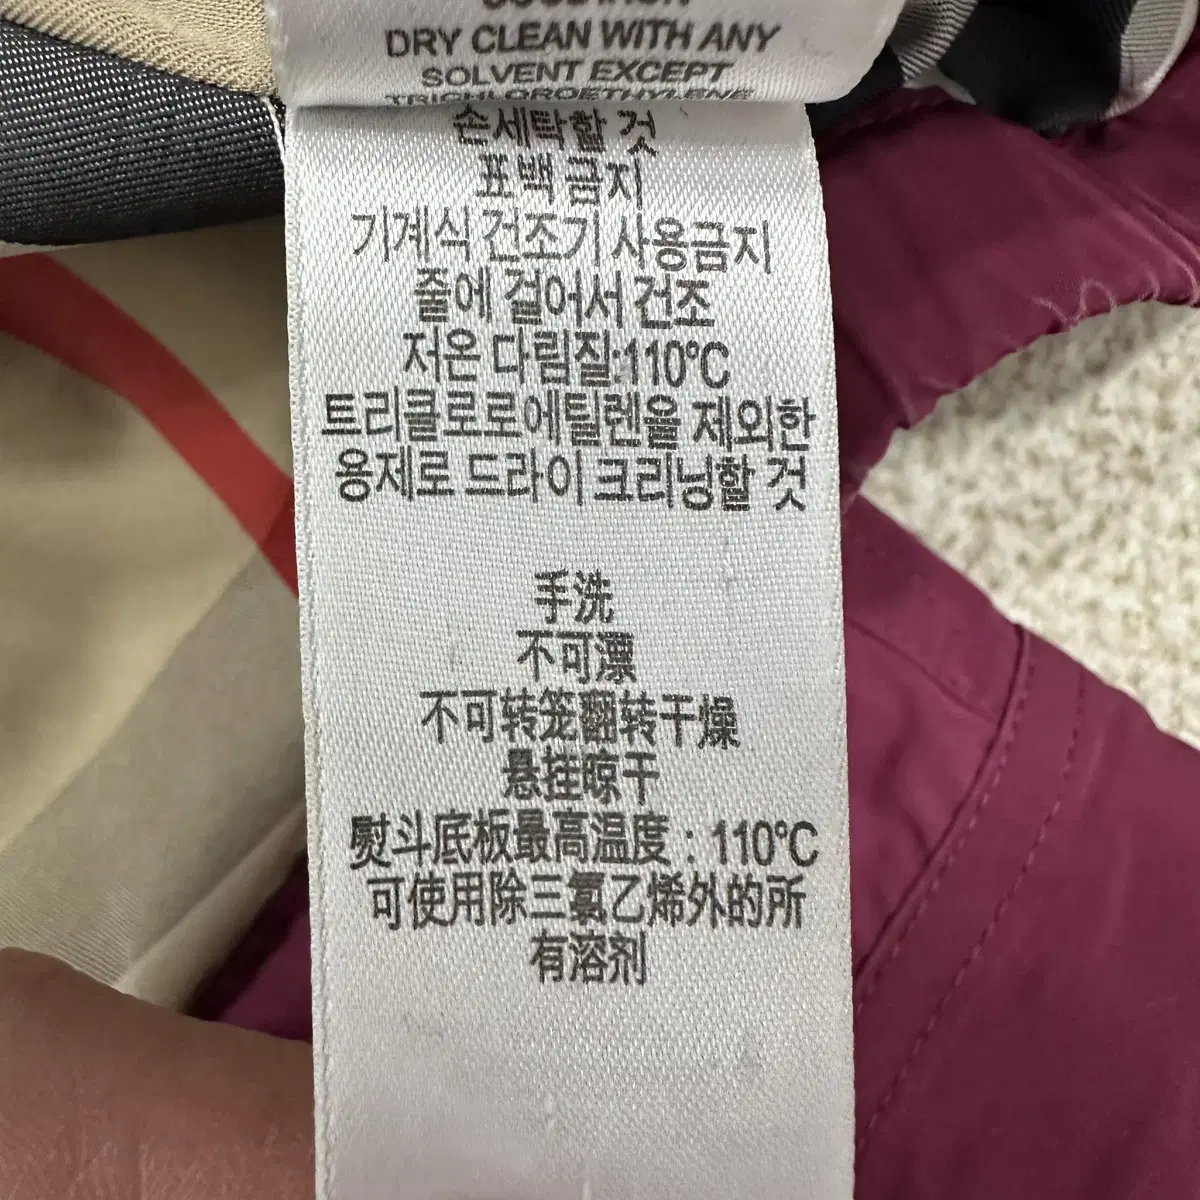 DRY CLEAN WITH ANY
SOLVENT EXCEPT
TRICHLOROETHYLENE
손세탁할 것
표백 금지
기계식 건조기 사용금지
줄에 걸어서 건조
저온 다림질:110°C
트리클로로에틸렌을 제외한
용제로 드라이 크리닝할 것
手洗
不可漂
不可转笼翻转干燥
悬挂晾干
熨斗底板最高温度：110°C
可使用除三氯乙烯外的所
有溶剂